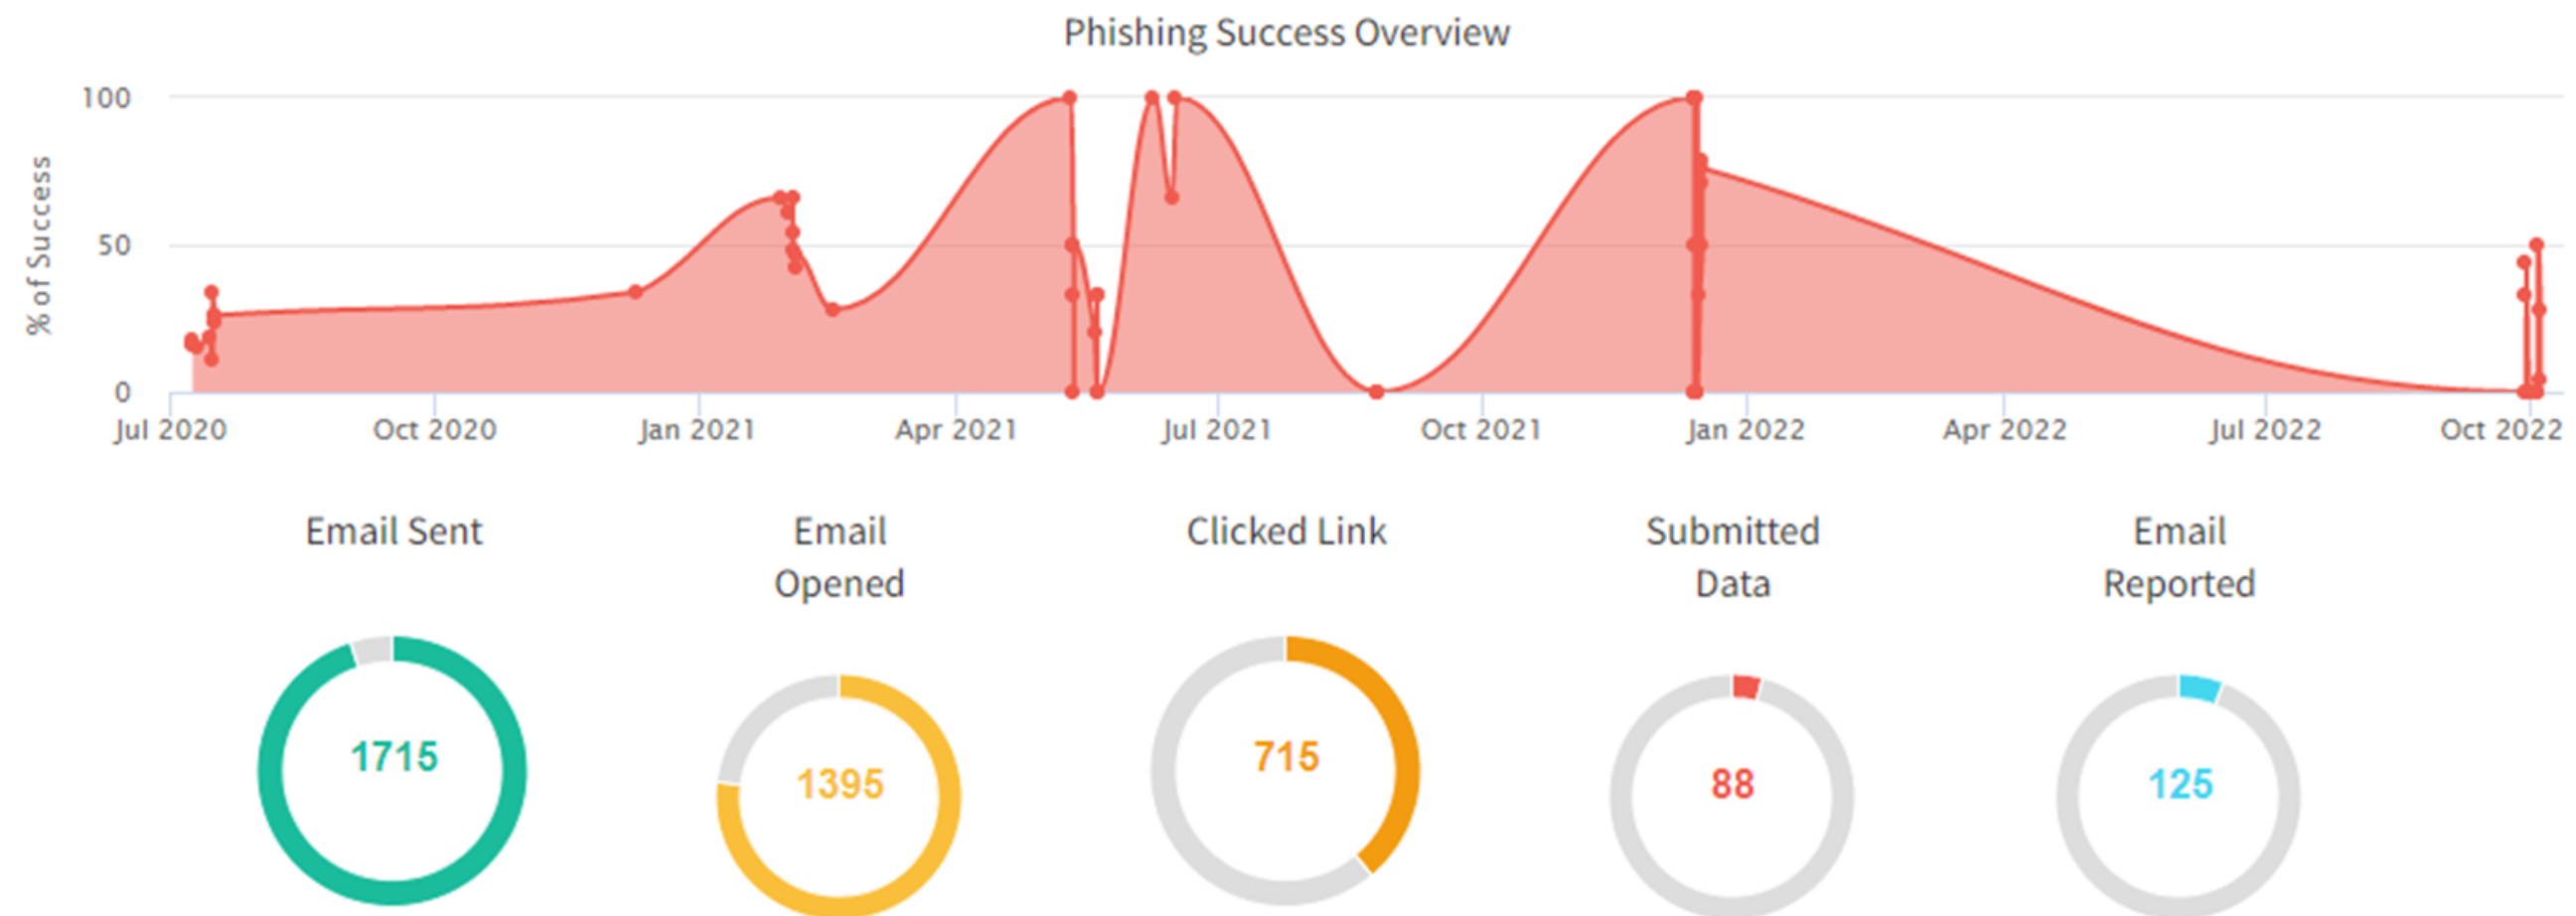 Phishing Success Overview
100
50
0
% of Success
Jul 2020
Oct 2020
Jan 2021
Apr 2021
Jul 2021
Oct 2021
Jan 2022
Apr 2022
Jul 2022
Oct 2022
Email Sent
Email
Opened
Clicked Link
Submitted
Data
Email
Reported
1715
1395
715
88
125